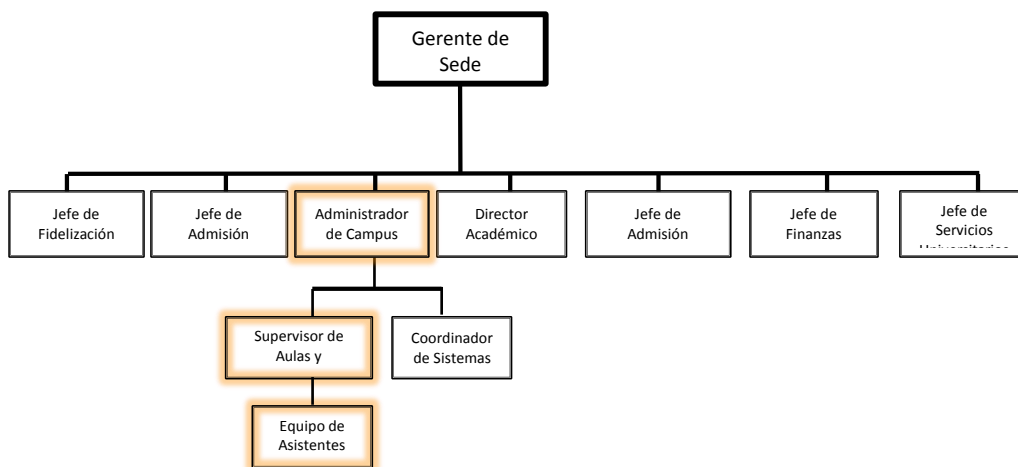 Gerente de
Sede
Jefe de
Fidelización
Jefe de
Admisión
Administrador
de Campus
Director
Académico
Jefe de
Admisión
Jefe de
Finanzas
Jefe de
Servicios
Supervisor de
Aulas y
Coordinador
de Sistemas
Equipo de
Asistentes